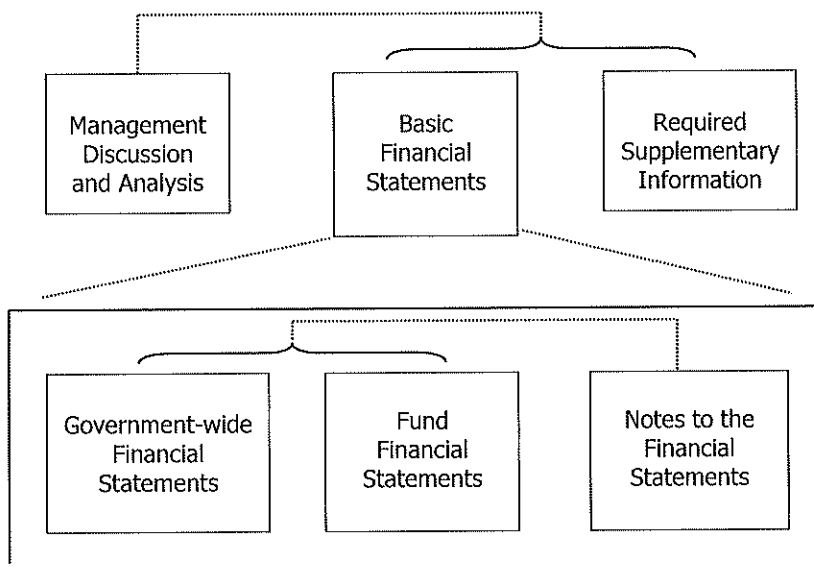 Management
Discussion
and Analysis
Basic
Financial
Statements
Required
Supplementary
Information
Government-wide
Financial
Statements
Fund
Financial
Statements
Notes to the
Financial
Statements